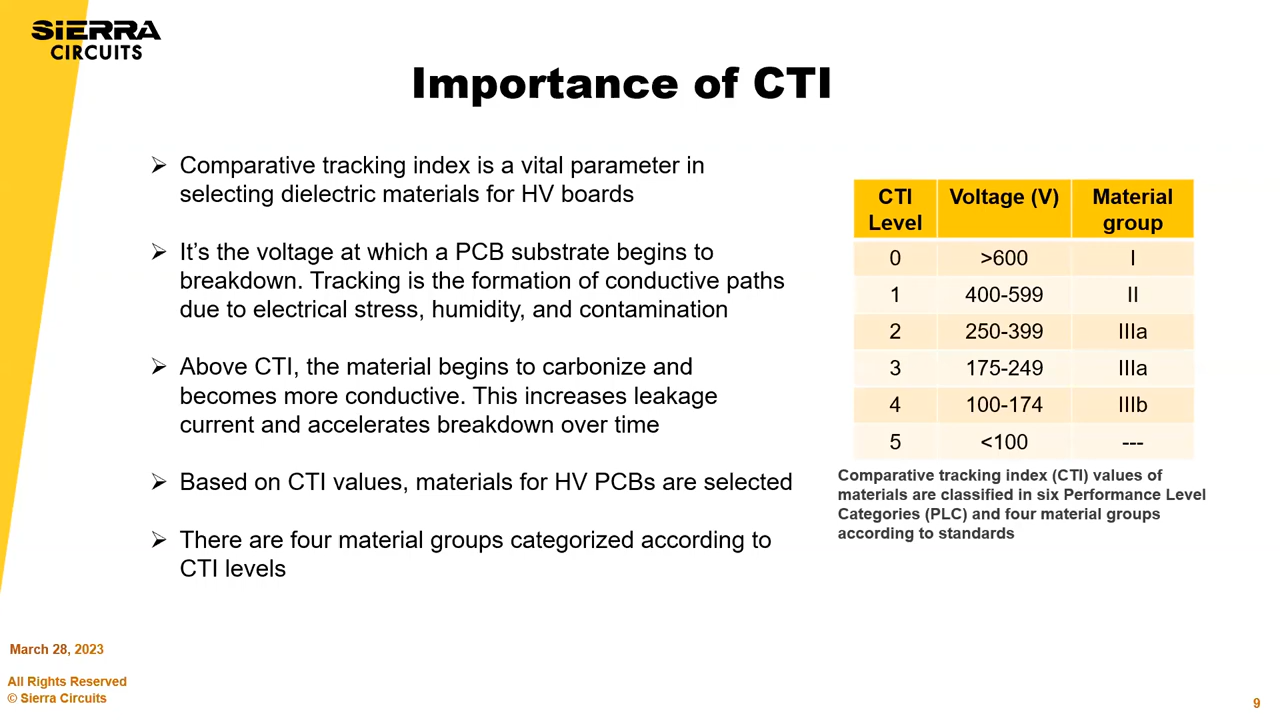 SIERRA
CIRCUITS
Importance of CTI
➢ Comparative tracking index is a vital parameter in
selecting dielectric materials for HV boards
➢ It’s the voltage at which a PCB substrate begins to
breakdown. Tracking is the formation of conductive paths
due to electrical stress, humidity, and contamination
➢ Above CTI, the material begins to carbonize and
becomes more conductive. This increases leakage
current and accelerates breakdown over time
➢ Based on CTI values, materials for HV PCBs are selected
➢ There are four material groups categorized according to
CTI levels
CTI Level Voltage (V) Material group
0 >600 I
1 400-599 II
2 250-399 IIIa
3 175-249 IIIa
4 100-174 IIIb
5 <100 ---
Comparative tracking index (CTI) values of
materials are classified in six Performance Level
Categories (PLC) and four material groups
according to standards
March 28, 2023
All Rights Reserved
© Sierra Circuits
9